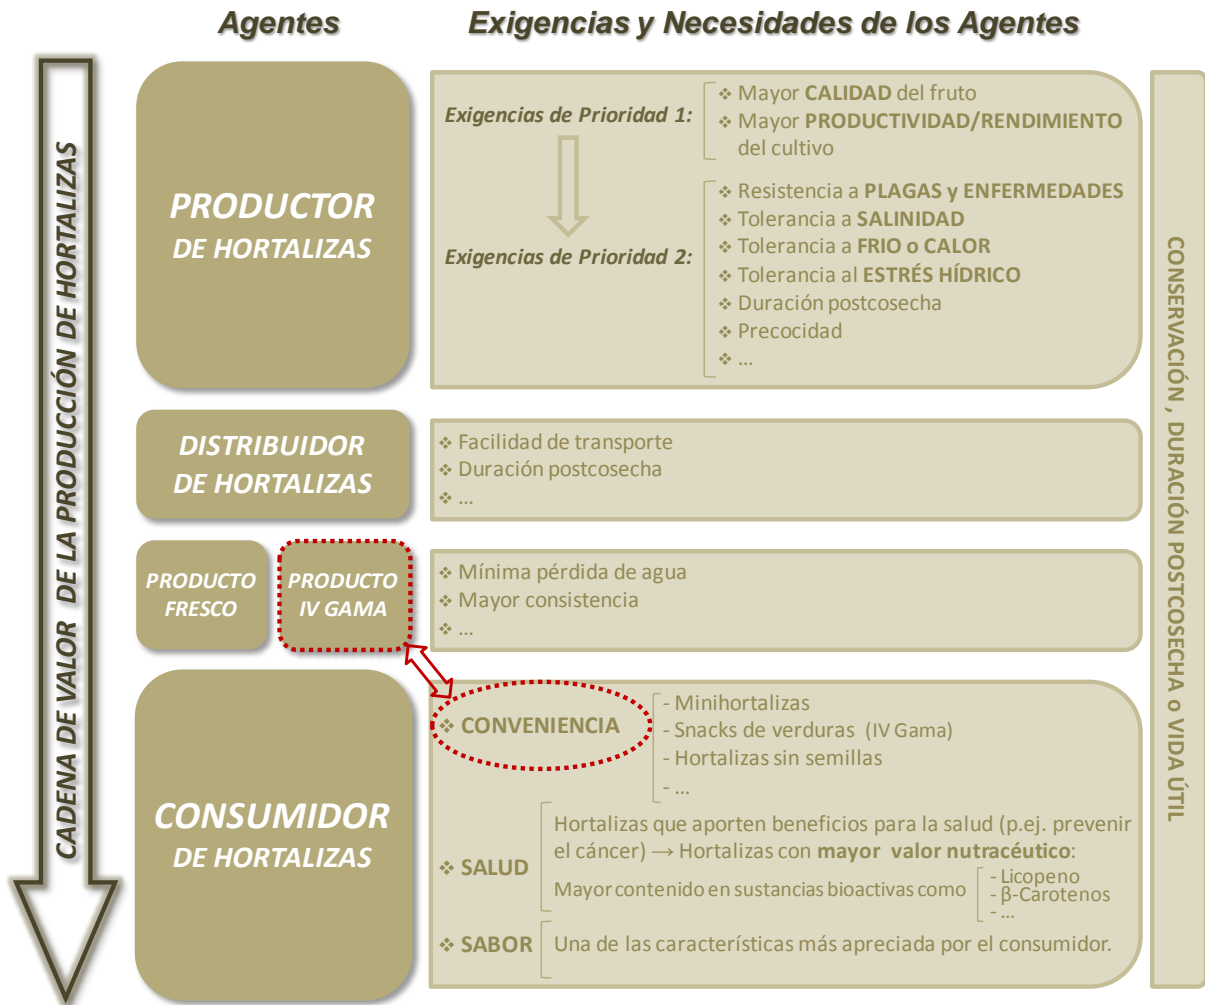 Agentes
Exigencias y Necesidades de los Agentes
CADENA DE VALOR DE LA PRODUCCIÓN DE HORTALIZAS
PRODUCTOR
DE HORTALIZAS
Exigencias de Prioridad 1:
❖ Mayor CALIDAD del fruto
❖ Mayor PRODUCTIVIDAD/RENDIMIENTO
del cultivo
Exigencias de Prioridad 2:
❖ Resistencia a PLAGAS y ENFERMEDADES
❖ Tolerancia a SALINIDAD
❖ Tolerancia a FRIO o CALOR
❖ Tolerancia al ESTRÉS HÍDRICO
❖ Duración postcosecha
❖ Precocidad
❖ ...
DISTRIBUIDOR
DE HORTALIZAS
❖ Facilidad de transporte
❖ Duración postcosecha
❖ ...
PRODUCTO
FRESCO
PRODUCTO
IV GAMA
❖ Mínima pérdida de agua
❖ Mayor consistencia
❖ ...
CONSUMIDOR
DE HORTALIZAS
❖ CONVENIENCIA
- Minihortalizas
- Snacks de verduras (IV Gama)
- Hortalizas sin semillas
- ...
❖ SALUD
Hortalizas que aporten beneficios para la salud (p.ej. prevenir
el cáncer) → Hortalizas con mayor valor nutracéutico:
Mayor contenido en sustancias bioactivas como
- Licopeno
- β-Carotenos
- ...
❖ SABOR
Una de las características más apreciada por el consumidor.
CONSERVACIÓN , DURACIÓN POSTCOSECHA o VIDA ÚTIL